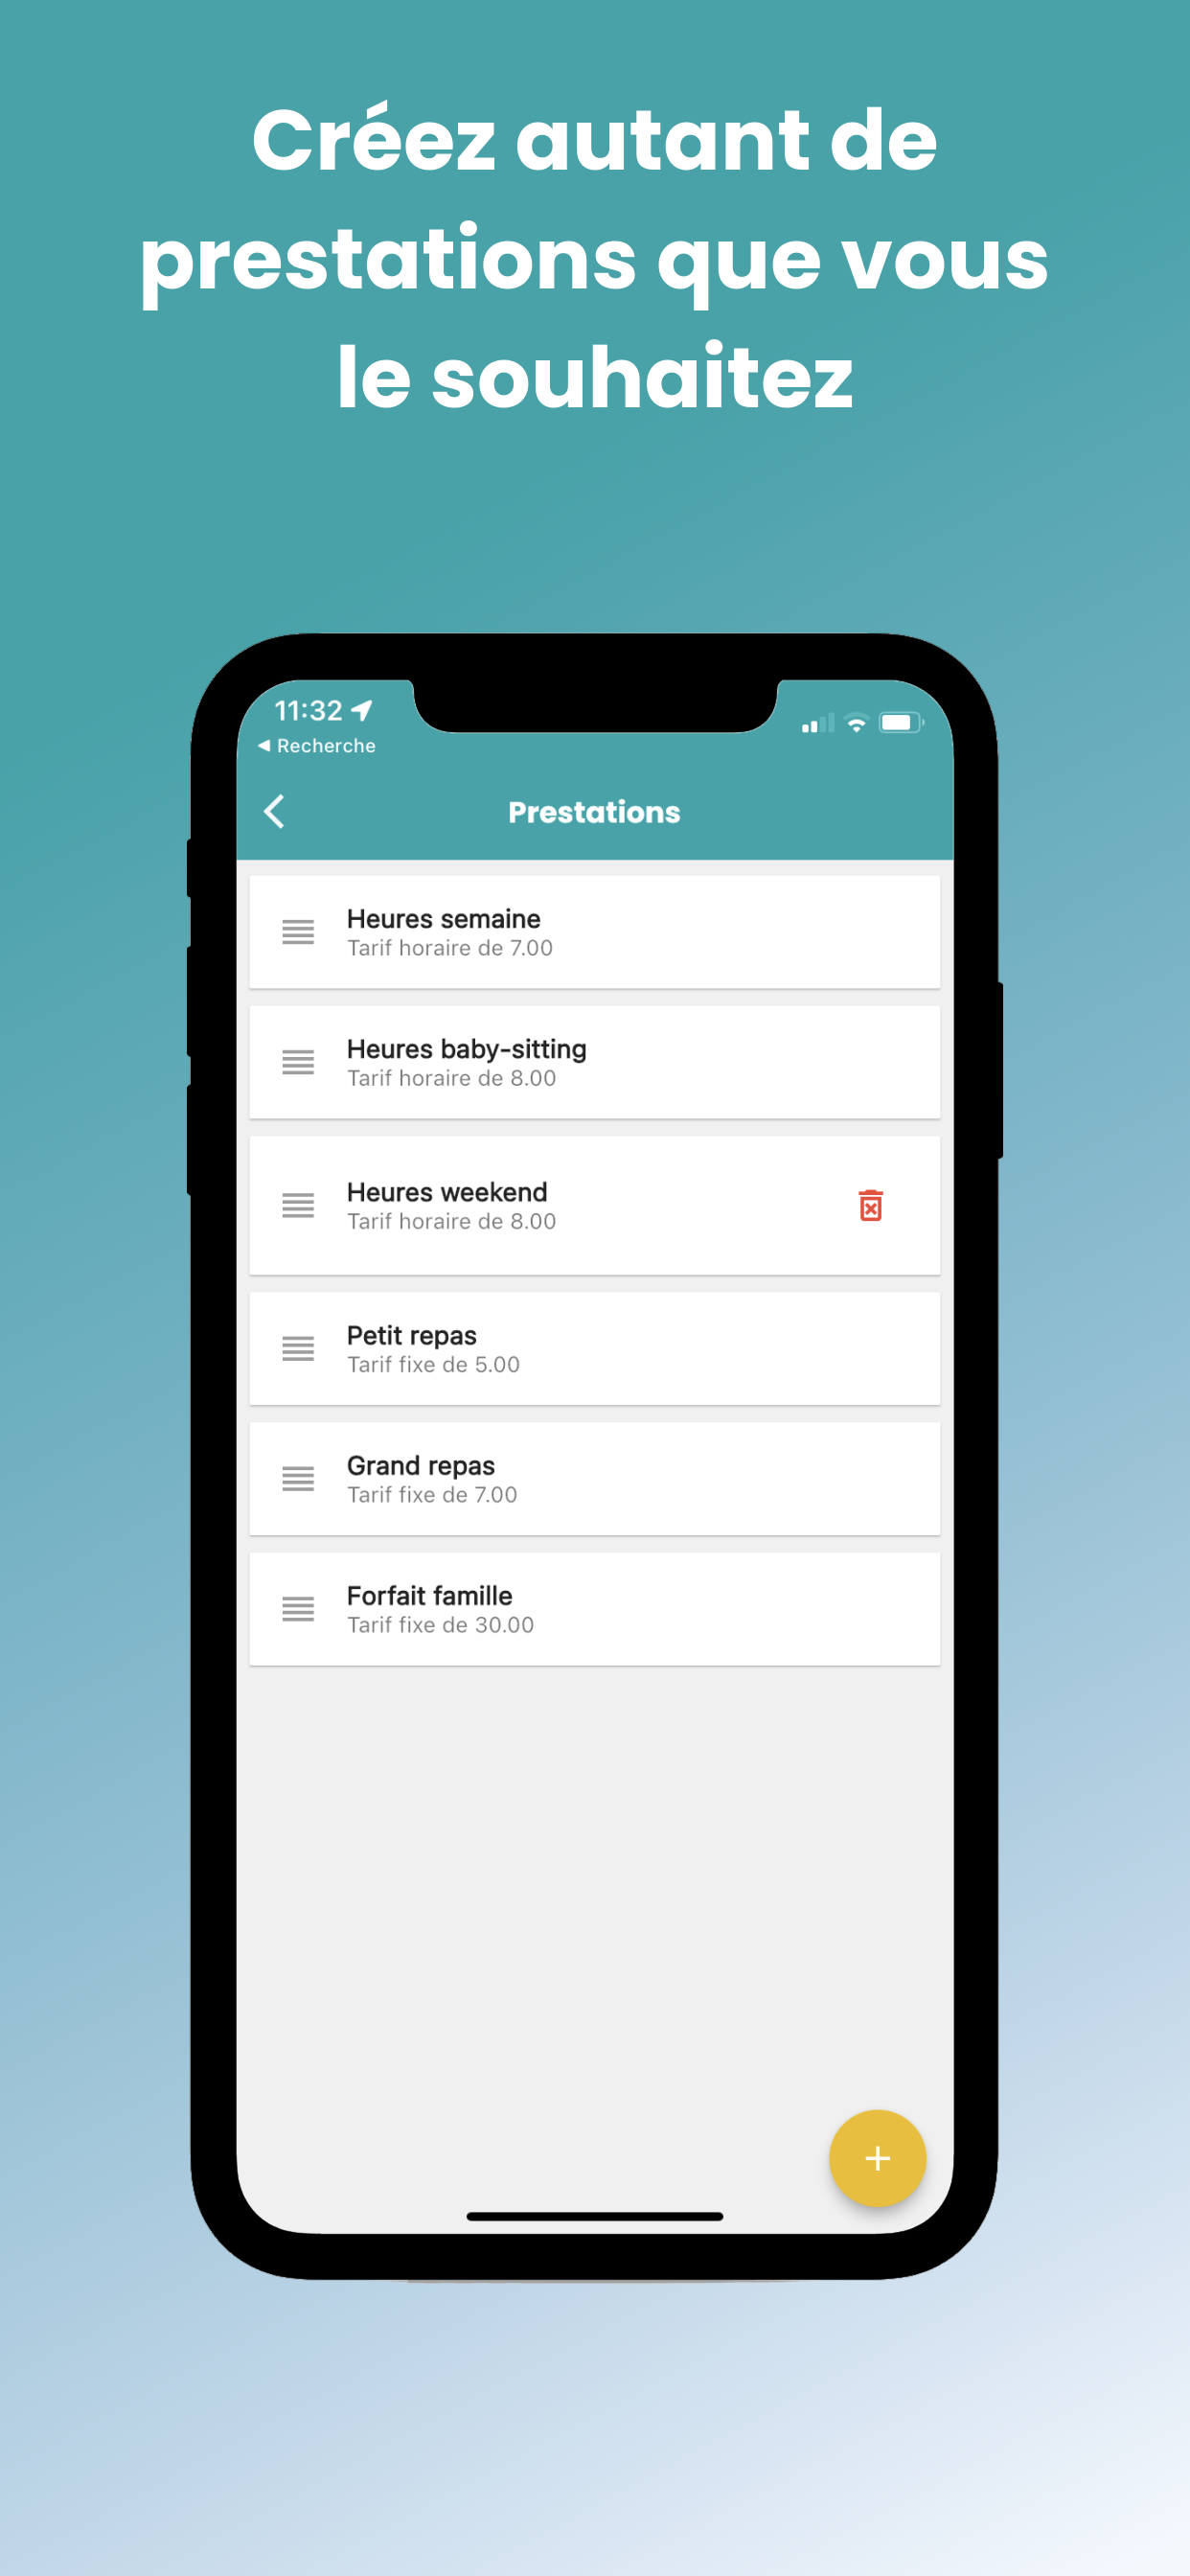 Créez autant de
prestations que vous
le souhaitez
11:32
◀ Recherche
Prestations
Heures semaine
Tarif horaire de 7.00
Heures baby-sitting
Tarif horaire de 8.00
Heures weekend
Tarif horaire de 8.00
Petit repas
Tarif fixe de 5.00
Grand repas
Tarif fixe de 7.00
Forfait famille
Tarif fixe de 30.00
+